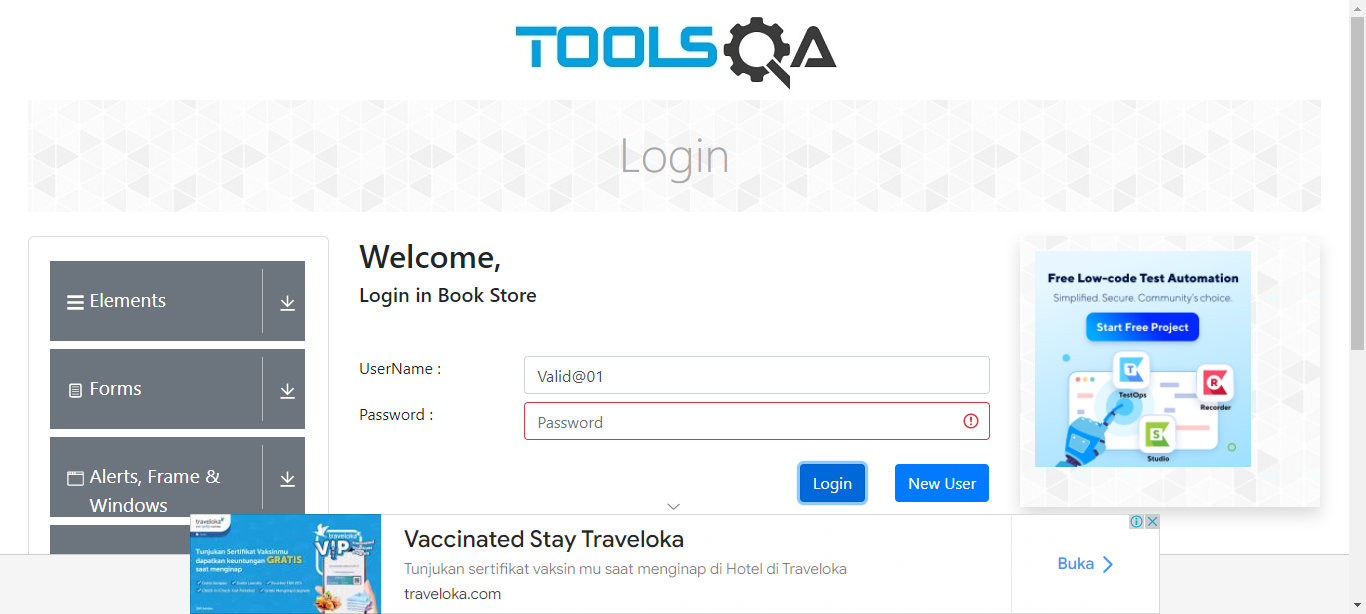 TOOLSQA
Login
Elements
Forms
Alerts, Frame &
Windows
Welcome,
Login in Book Store
UserName :
Valid@01
Password :
Password
Login
New User
Free Low-code Test Automation
Simplified. Secure. Community's choice.
Start Free Project
TestOps
Recorder
Studio
traveloka
Tunjukan Sertifikat Vaksinmu
dapatkan keuntungan GRATIS
saat menginap
traveloka
VIP
Vaccinated Stay Traveloka
Tunjukan sertifikat vaksin mu saat menginap di Hotel di Traveloka
traveloka.com
Buka